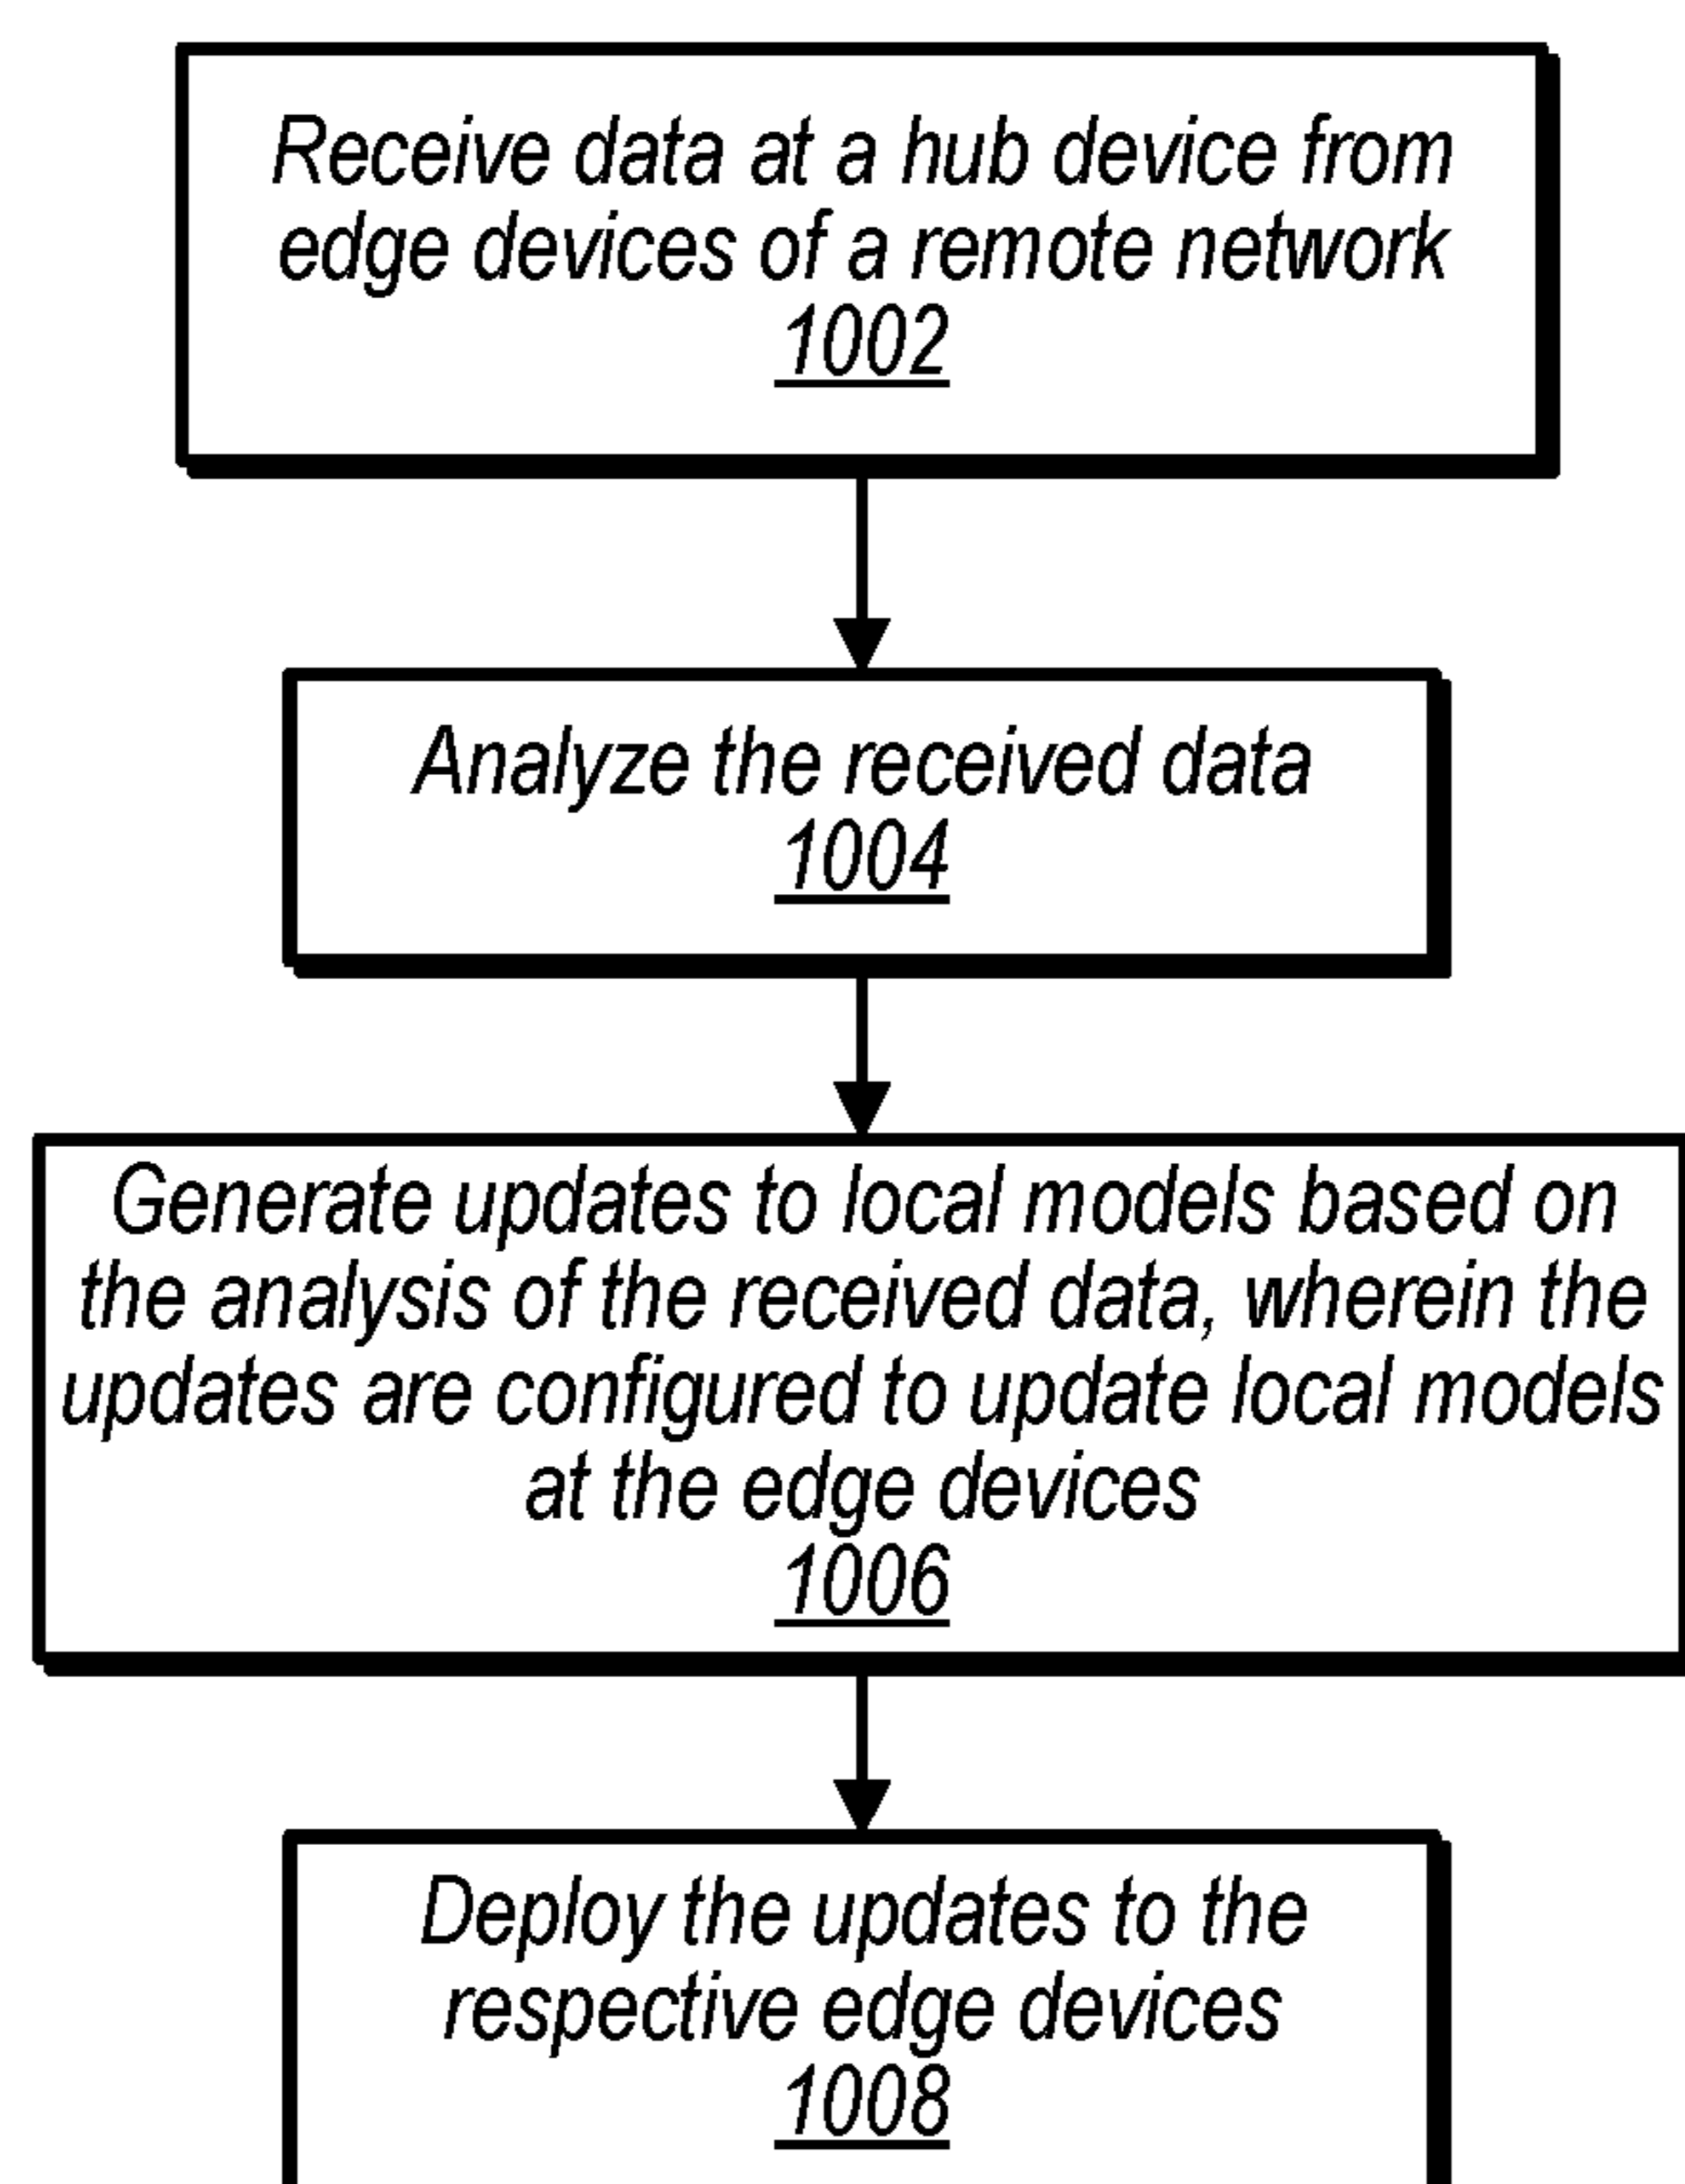 Receive data at a hub device from
edge devices of a remote network
1002
Analyze the received data
1004
Generate updates to local models based on
the analysis of the received data, wherein the
updates are configured to update local models
at the edge devices
1006
Deploy the updates to the
respective edge devices
1008